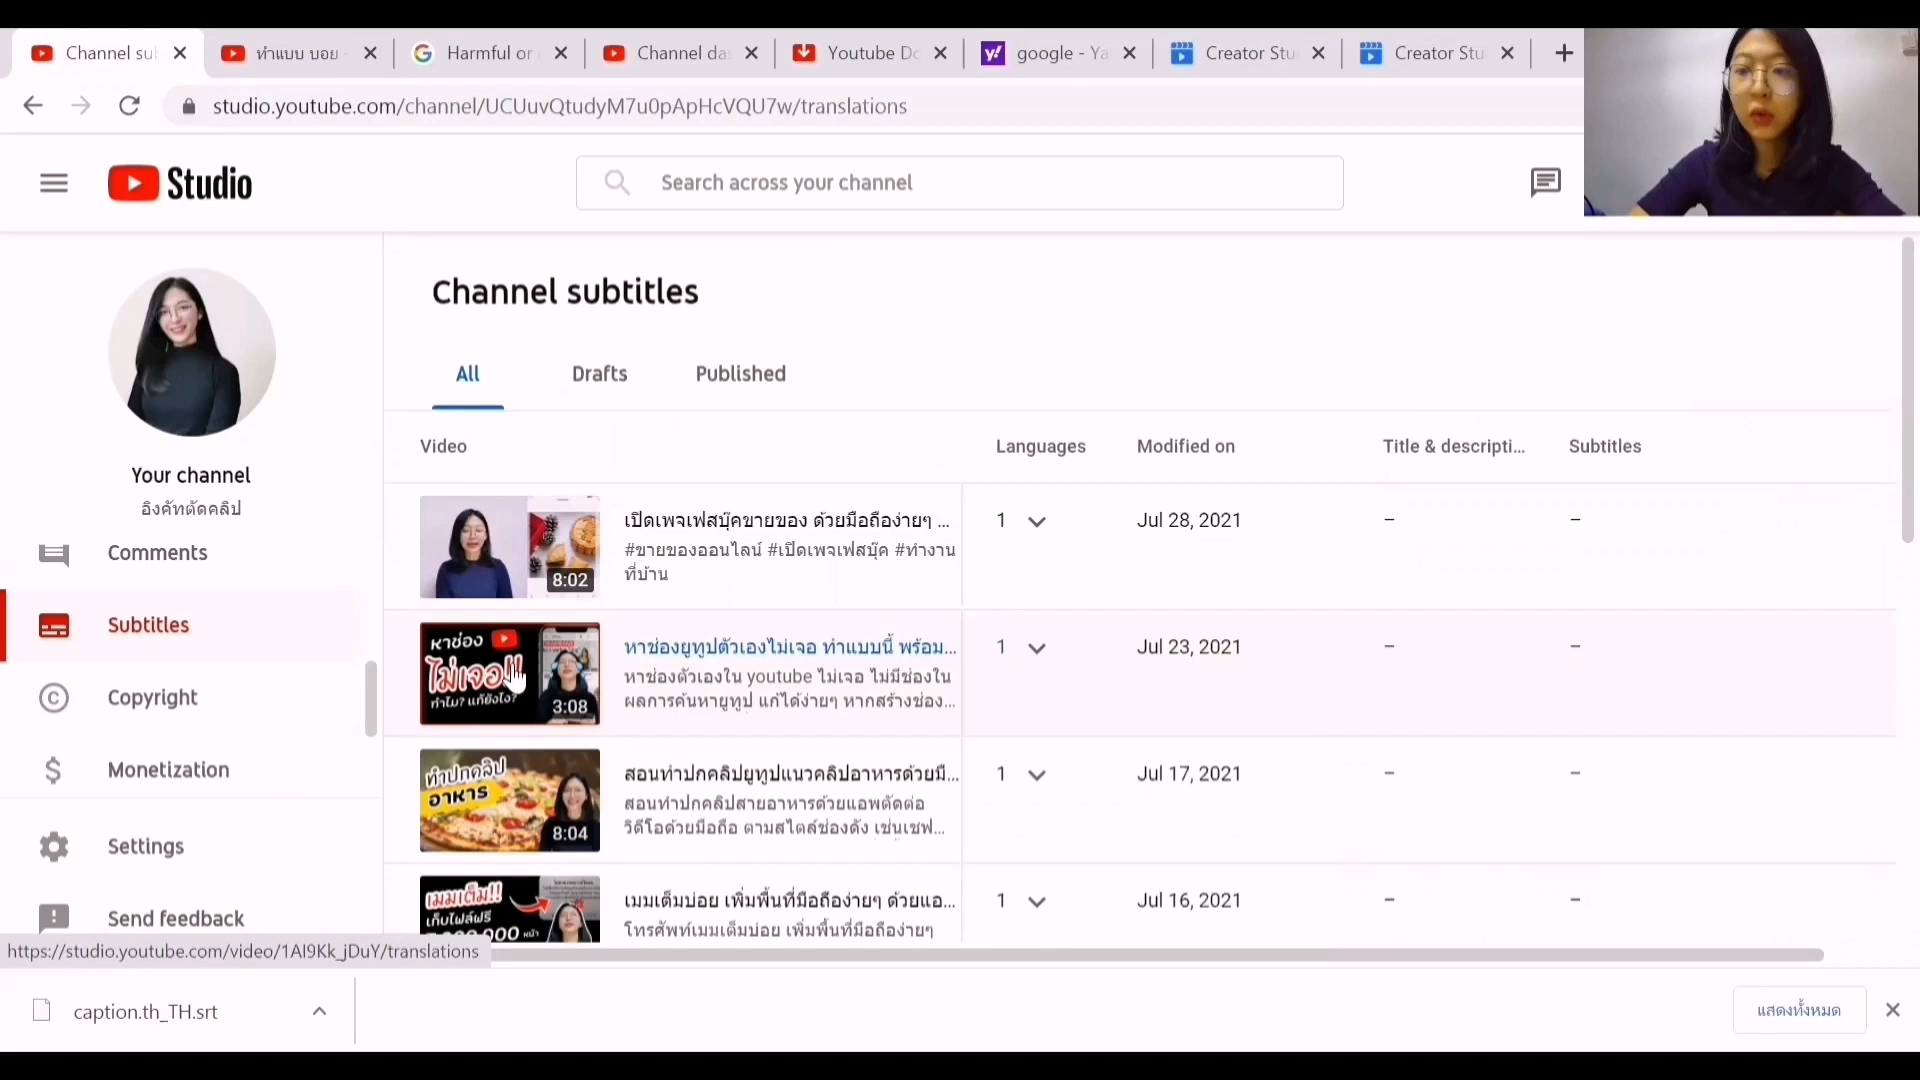 Channel sul
ทำแบบ บอย -
Harmful or
Channel da
Youtube Do
google - Ya
Creator Stu
Creator Stu
studio.youtube.com/channel/UCUuvQtudyM7u0pApHcVQU7w/translations
Studio
Search across your channel
Channel subtitles
All
Drafts
Published
Your channel
อิงคัทตัดคลิป
Comments
Subtitles
Copyright
Monetization
Settings
Send feedback
Video
Languages
Modified on
Title & descripti...
Subtitles
8:02
เปิดเพจเฟสบุ๊คขายของ ด้วยมือถือง่ายๆ ...
#ขายของออนไลน์ #เปิดเพจเฟสบุ๊ค #ทำงาน
ที่บ้าน
1
Jul 28, 2021
–
–
หาช่อง
ไม่เจอ!!
ทำไม? แก้ยังไง?
3:08
หาช่องยูทูปตัวเองไม่เจอ ทำแบบนี้ พร้อม...
หาช่องตัวเองใน youtube ไม่เจอ ไม่มีช่องใน
ผลการค้นหายูทูป แก้ได้ง่ายๆ หากสร้างช่อง...
1
Jul 23, 2021
–
–
ทำปกคลิป
อาหาร
8:04
สอนทำปกคลิปยูทูปแนวคลิปอาหารด้วยมื...
สอนทำปกคลิปสายอาหารด้วยแอพตัดต่อ
วิดีโอด้วยมือถือ ตามสไตล์ช่องดัง เช่นเชฟ...
1
Jul 17, 2021
–
–
เมมเต็ม!!
เก็บไฟล์ฟรี
เมมเต็มบ่อย เพิ่มพื้นที่มือถือง่ายๆ ด้วยแอ...
โทรศัพท์เมมเต็มบ่อย เพิ่มพื้นที่มือถือง่ายๆ
1
Jul 16, 2021
–
–
https://studio.youtube.com/video/1AI9Kk_jDuY/translations
caption.th_TH.srt
แสดงทั้งหมด